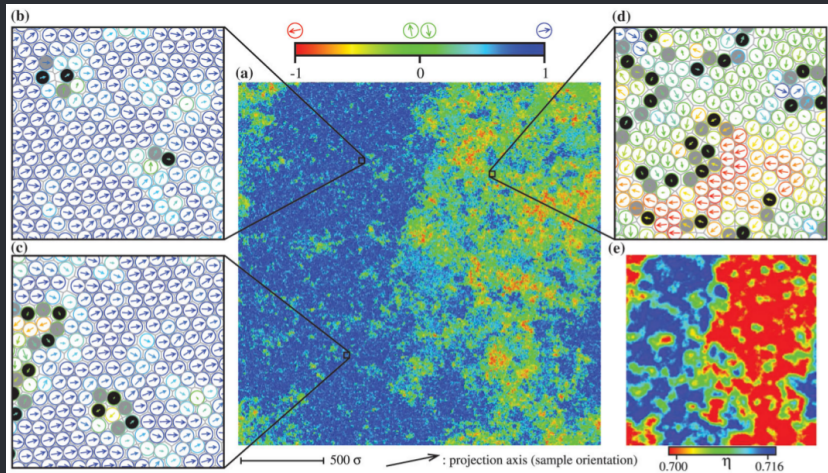 (b)
(d)
-1
0
1
(a)
(c)
(e)
500 σ
: projection axis (sample orientation)
0.700
η
0.716